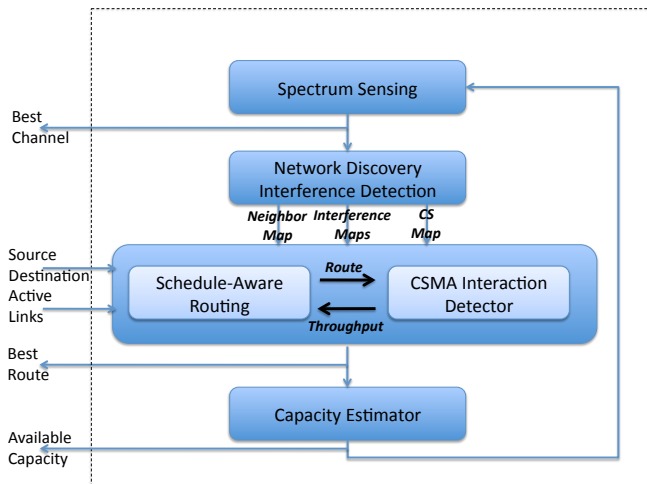 Spectrum Sensing
Best
Channel
Network Discovery
Interference Detection
Neighbor
Map
Interference
Maps
CS
Map
Source
Destination
Active
Links
Schedule-Aware
Routing
Route
Throughput
CSMA Interaction
Detector
Best
Route
Capacity Estimator
Available
Capacity